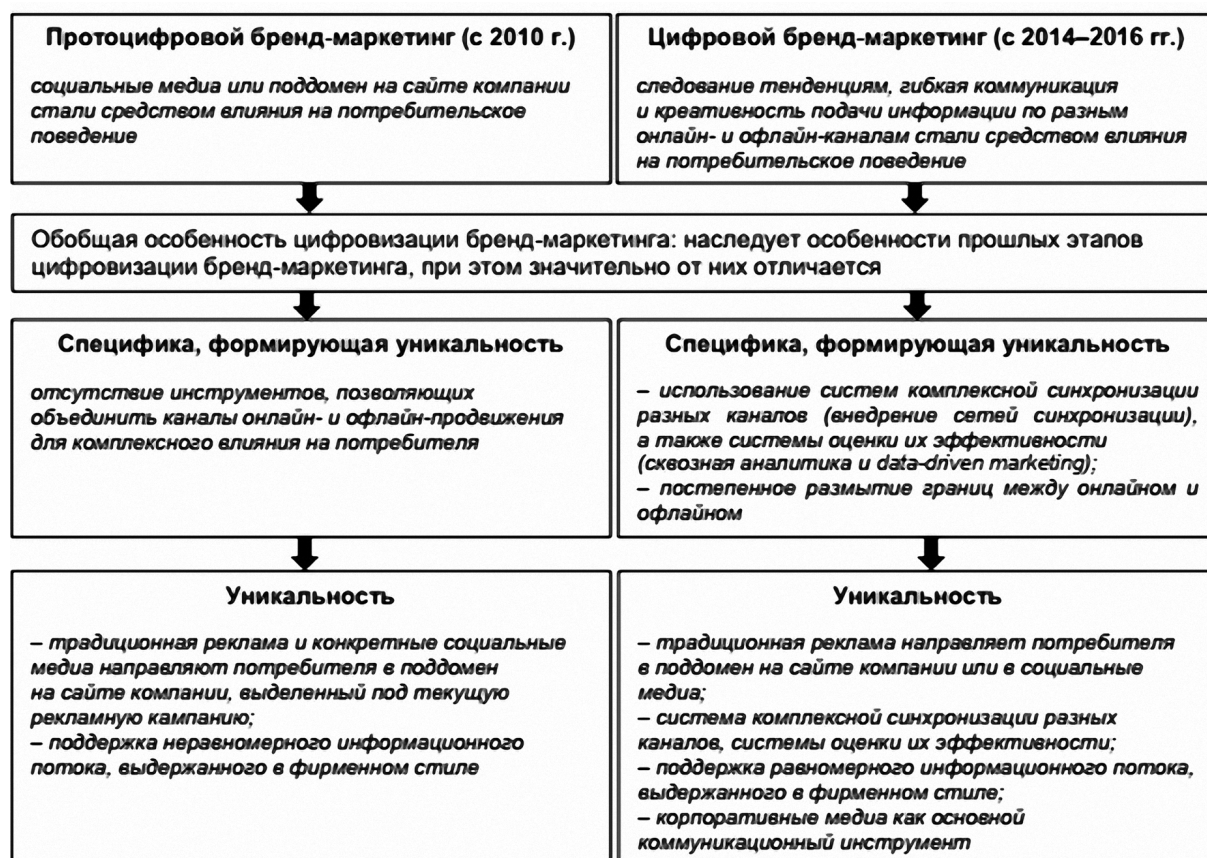 Протоцифровой бренд-маркетинг (с 2010 г.)
социальные медиа или поддомен на сайте компании
стали средством влияния на потребительское
поведение
Цифровой бренд-маркетинг (с 2014–2016 гг.)
следование тенденциям, гибкая коммуникация
и креативность подачи информации по разным
онлайн- и офлайн-каналам стали средством влияния
на потребительское поведение
Обобщая особенность цифровизации бренд-маркетинга: наследует особенности прошлых этапов
цифровизации бренд-маркетинга, при этом значительно от них отличается
Специфика, формирующая уникальность
отсутствие инструментов, позволяющих
объединить каналы онлайн- и офлайн-продвижения
для комплексного влияния на потребителя
Специфика, формирующая уникальность
– использование систем комплексной синхронизации
разных каналов (внедрение сетей синхронизации),
а также системы оценки их эффективности
(сквозная аналитика и data-driven marketing);
– постепенное размытие границ между онлайном и
офлайном
Уникальность
– традиционная реклама и конкретные социальные
медиа направляют потребителя в поддомен
на сайте компании, выделенный под текущую
рекламную кампанию;
– поддержка неравномерного информационного
потока, выдержанного в фирменном стиле
Уникальность
– традиционная реклама направляет потребителя
в поддомен на сайте компании или в социальные
медиа;
– система комплексной синхронизации разных
каналов, системы оценки их эффективности;
– поддержка равномерного информационного потока,
выдержанного в фирменном стиле;
– корпоративные медиа как основной
коммуникационный инструмент